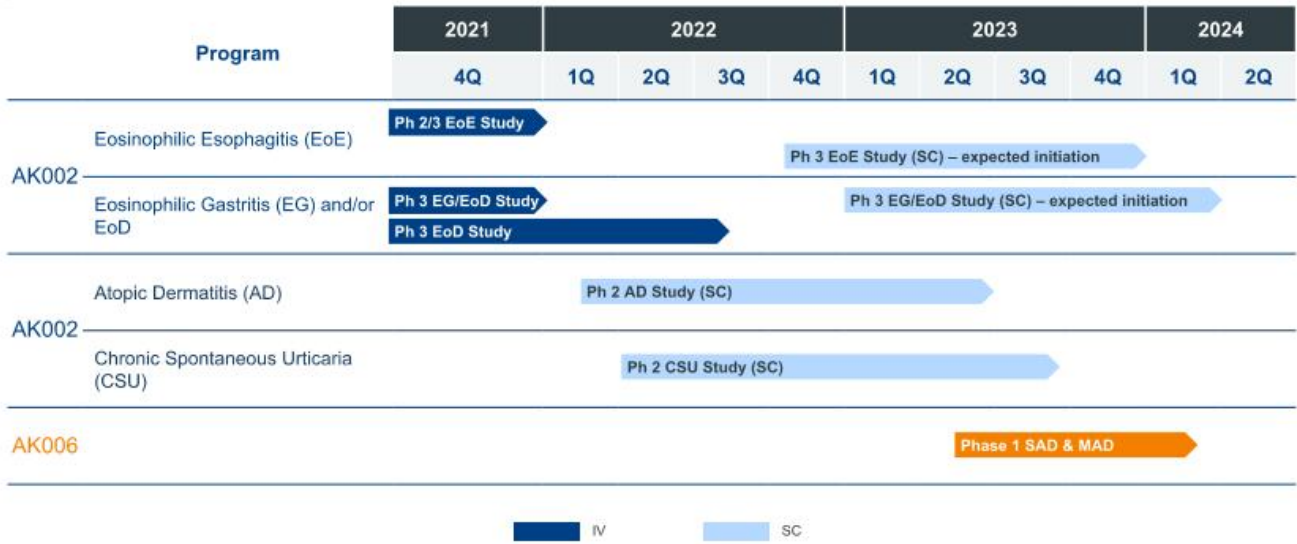 Program
2021
2022
2023
2024
4Q
1Q
2Q
3Q
4Q
1Q
2Q
3Q
4Q
1Q
2Q
AK002
Eosinophilic Esophagitis (EoE)
Ph 2/3 EoE Study
Ph 3 EoE Study (SC) – expected initiation
Eosinophilic Gastritis (EG) and/or
EoD
Ph 3 EG/EoD Study
Ph 3 EG/EoD Study (SC) – expected initiation
Ph 3 EoD Study
AK002
Atopic Dermatitis (AD)
Ph 2 AD Study (SC)
Chronic Spontaneous Urticaria
(CSU)
Ph 2 CSU Study (SC)
AK006
Phase 1 SAD & MAD
IV
SC